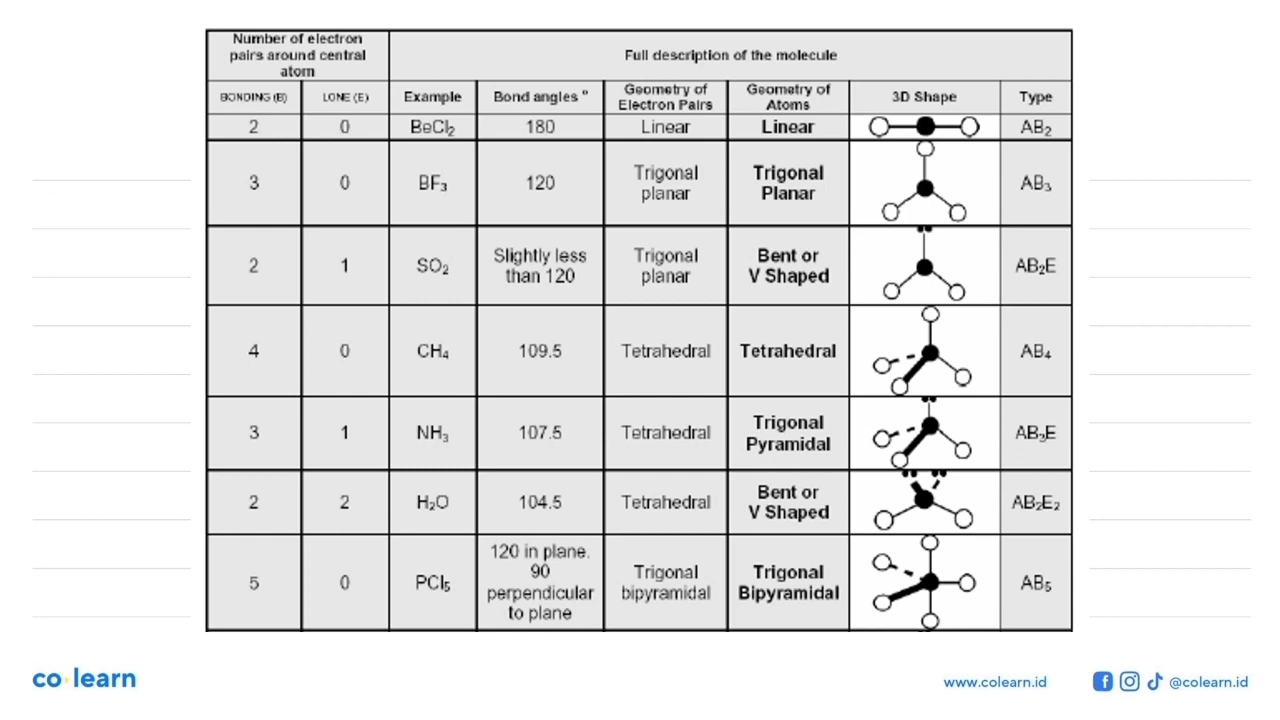 Number of electron
pairs around central
atom
Full description of the molecule
BONDING (B)
LONE (E)
Example
Bond angles °
Geometry of
Electron Pairs
Geometry of
Atoms
3D Shape
Type
2
0
BeCl₂
180
Linear
Linear
AB₂
3
0
BF₃
120
Trigonal
planar
Trigonal
Planar
AB₃
2
1
SO₂
Slightly less
than 120
Trigonal
planar
Bent or
V Shaped
AB₂E
4
0
CH₄
109.5
Tetrahedral
Tetrahedral
AB₄
3
1
NH₃
107.5
Tetrahedral
Trigonal
Pyramidal
AB₃E
2
2
H₂O
104.5
Tetrahedral
Bent or
V Shaped
AB₂E₂
5
0
PCl₅
120 in plane.
90
perpendicular
to plane
Trigonal
bipyramidal
Trigonal
Bipyramidal
AB₅
co·learn
www.colearn.id
@colearn.id